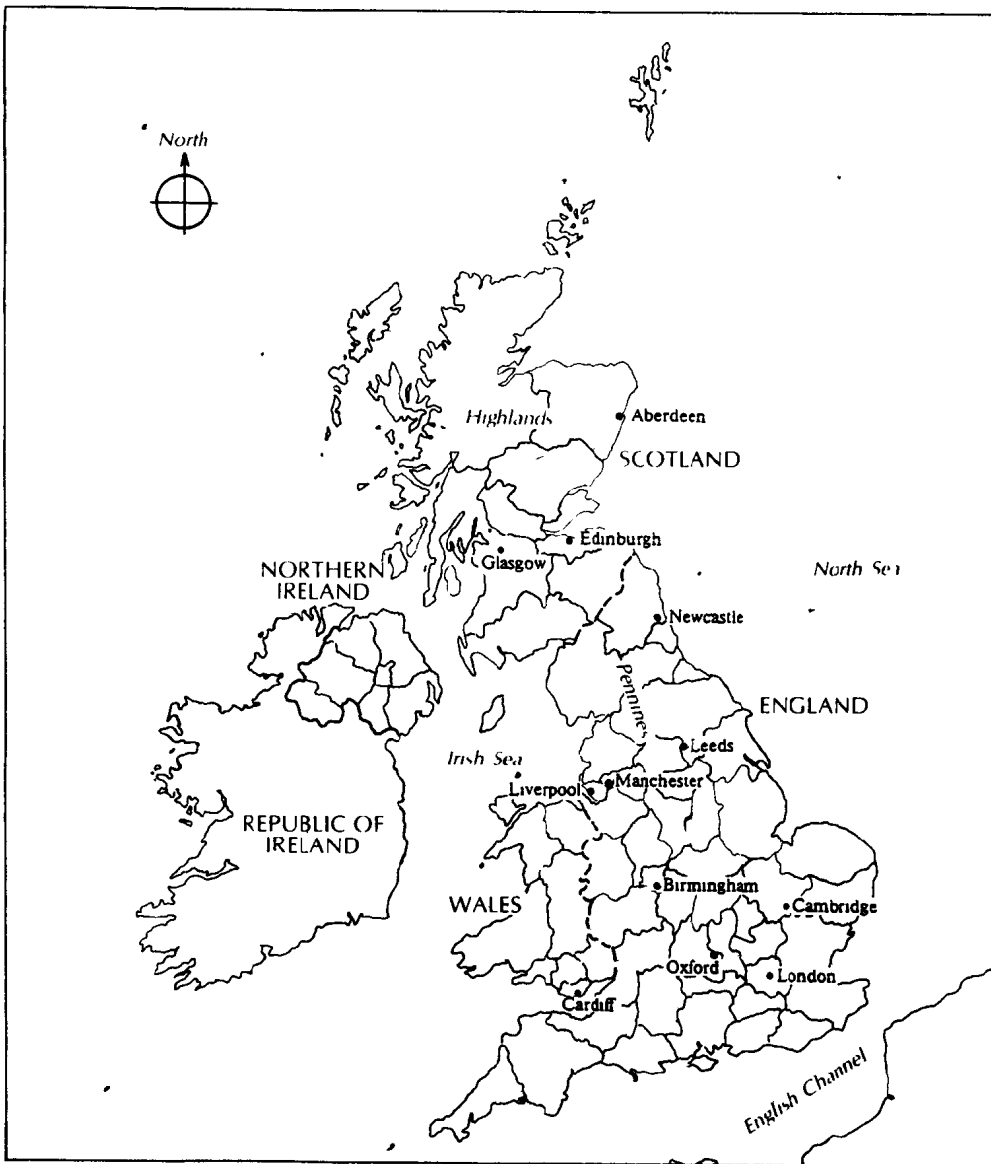 North
Highlands
Aberdeen
SCOTLAND
Edinburgh
Glasgow
NORTHERN
IRELAND
North Sea
Newcastle
Pennines
ENGLAND
Leeds
Irish Sea
Manchester
Liverpool
REPUBLIC OF
IRELAND
Birmingham
WALES
Cambridge
Oxford
London
Cardiff
English Channel